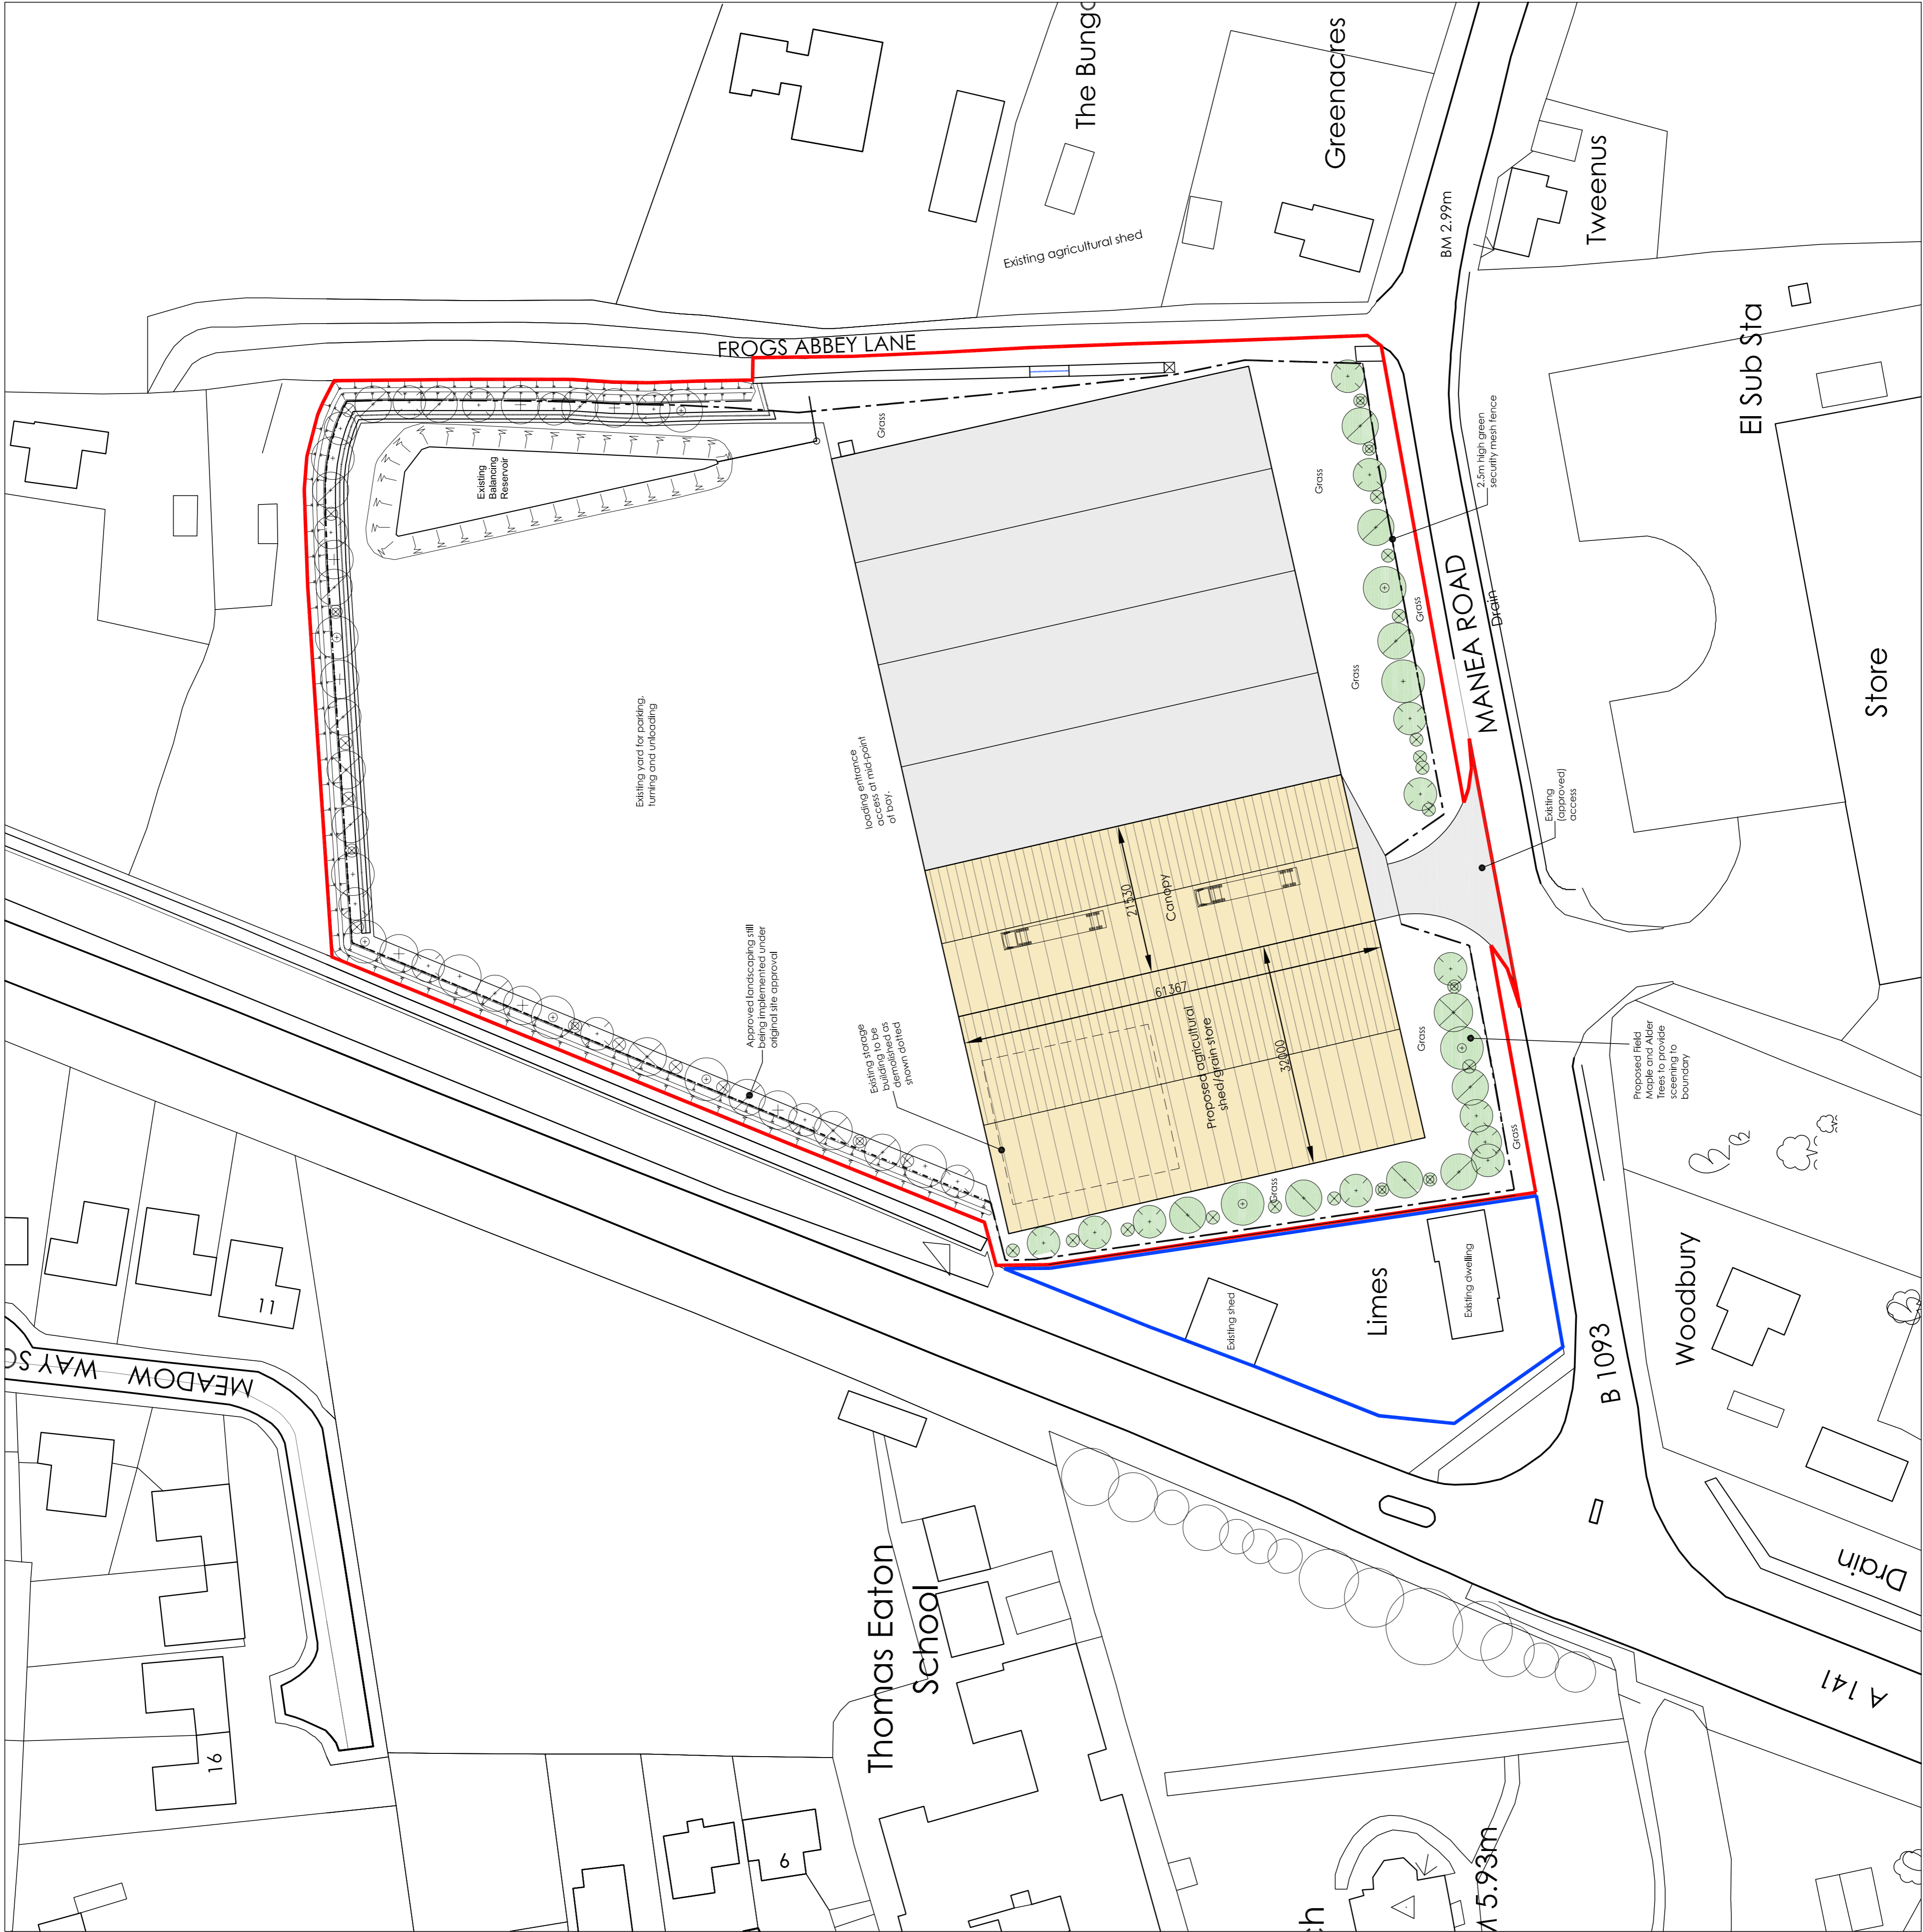 The Bung
Greenacres
Existing agricultural shed
BM 2.99m
Tweenus
El Sub Sta
FROGS ABBEY LANE
Grass
Existing
Balancing
Reservoir
Grass
2.5m high green
security mesh fence
Grass
MANEA ROAD
Drain
Store
Grass
Existing yard for parking,
turning and unloading
loading entrance
access at mid-point
of bay.
Existing
(approved)
access
21530
Canopy
Approved landscaping still
being implemented under
original site approval
61367
Existing storage
building to be
demolished as
shown dotted
Proposed agricultural
shed/grain store
32000
Grass
Proposed Field
Maple and Alder
Trees to provide
sceening to
boundary
Grass
Grass
Limes
Existing shed
Existing dwelling
Woodbury
B 1093
11
MEADOW WAY SO
Thomas Eaton
School
Drain
A 141
16
6
5.93m
ch